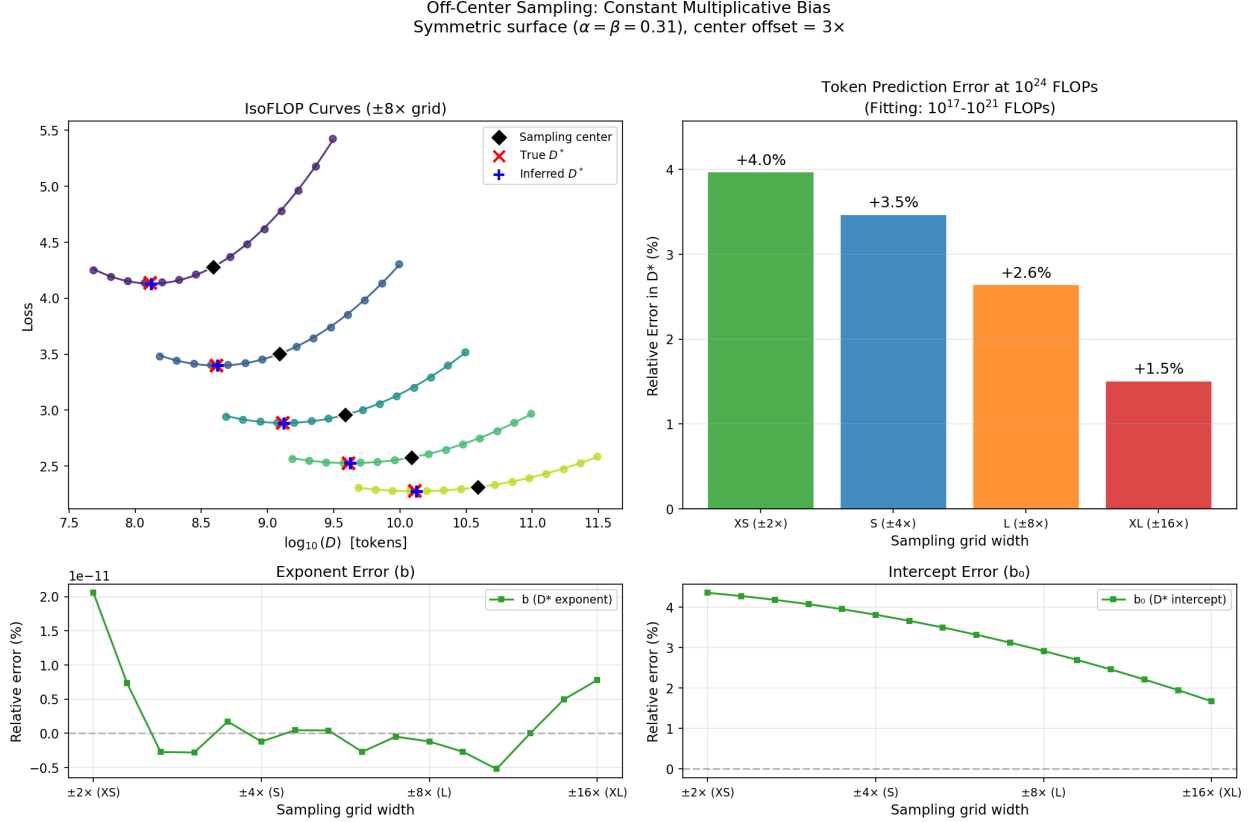 Off-Center Sampling: Constant Multiplicative Bias
Symmetric surface (α = β = 0.31), center offset = 3×
IsoFLOP Curves (±8× grid)
Loss
5.5
5.0
4.5
4.0
3.5
3.0
2.5
7.5 8.0 8.5 9.0 9.5 10.0 10.5 11.0 11.5
log₁₀(D) [tokens]
Sampling center
True D*
Inferred D*
Token Prediction Error at 10²⁴ FLOPs
(Fitting: 10¹⁷-10²¹ FLOPs)
Relative Error in D* (%)
4
3
2
1
0
+4.0%
+3.5%
+2.6%
+1.5%
XS (±2×) S (±4×) L (±8×) XL (±16×)
Sampling grid width
Exponent Error (b)
1e−11
Relative error (%)
2.0
1.5
1.0
0.5
0.0
−0.5
b (D* exponent)
±2× (XS) ±4× (S) ±8× (L) ±16× (XL)
Sampling grid width
Intercept Error (b₀)
Relative error (%)
4
3
2
1
0
b₀ (D* intercept)
±2× (XS) ±4× (S) ±8× (L) ±16× (XL)
Sampling grid width